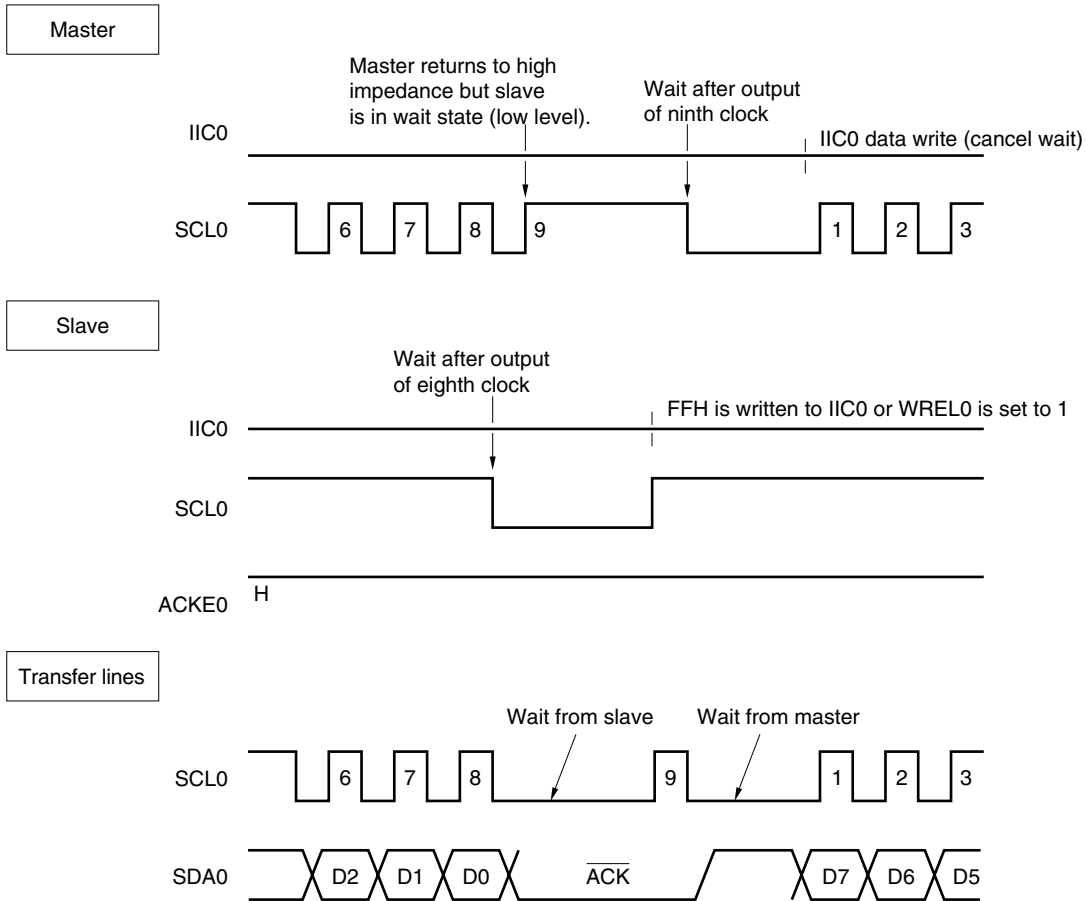 Master
Master returns to high
impedance but slave
is in wait state (low level).
Wait after output
of ninth clock
IIC0
IIC0 data write (cancel wait)
SCL0
6 7 8 9 1 2 3
Slave
Wait after output
of eighth clock
FFH is written to IIC0 or WREL0 is set to 1
IIC0
SCL0
H
ACKE0
Transfer lines
Wait from slave Wait from master
SCL0
6 7 8 9 1 2 3
SDA0
D2 D1 D0 ACK D7 D6 D5